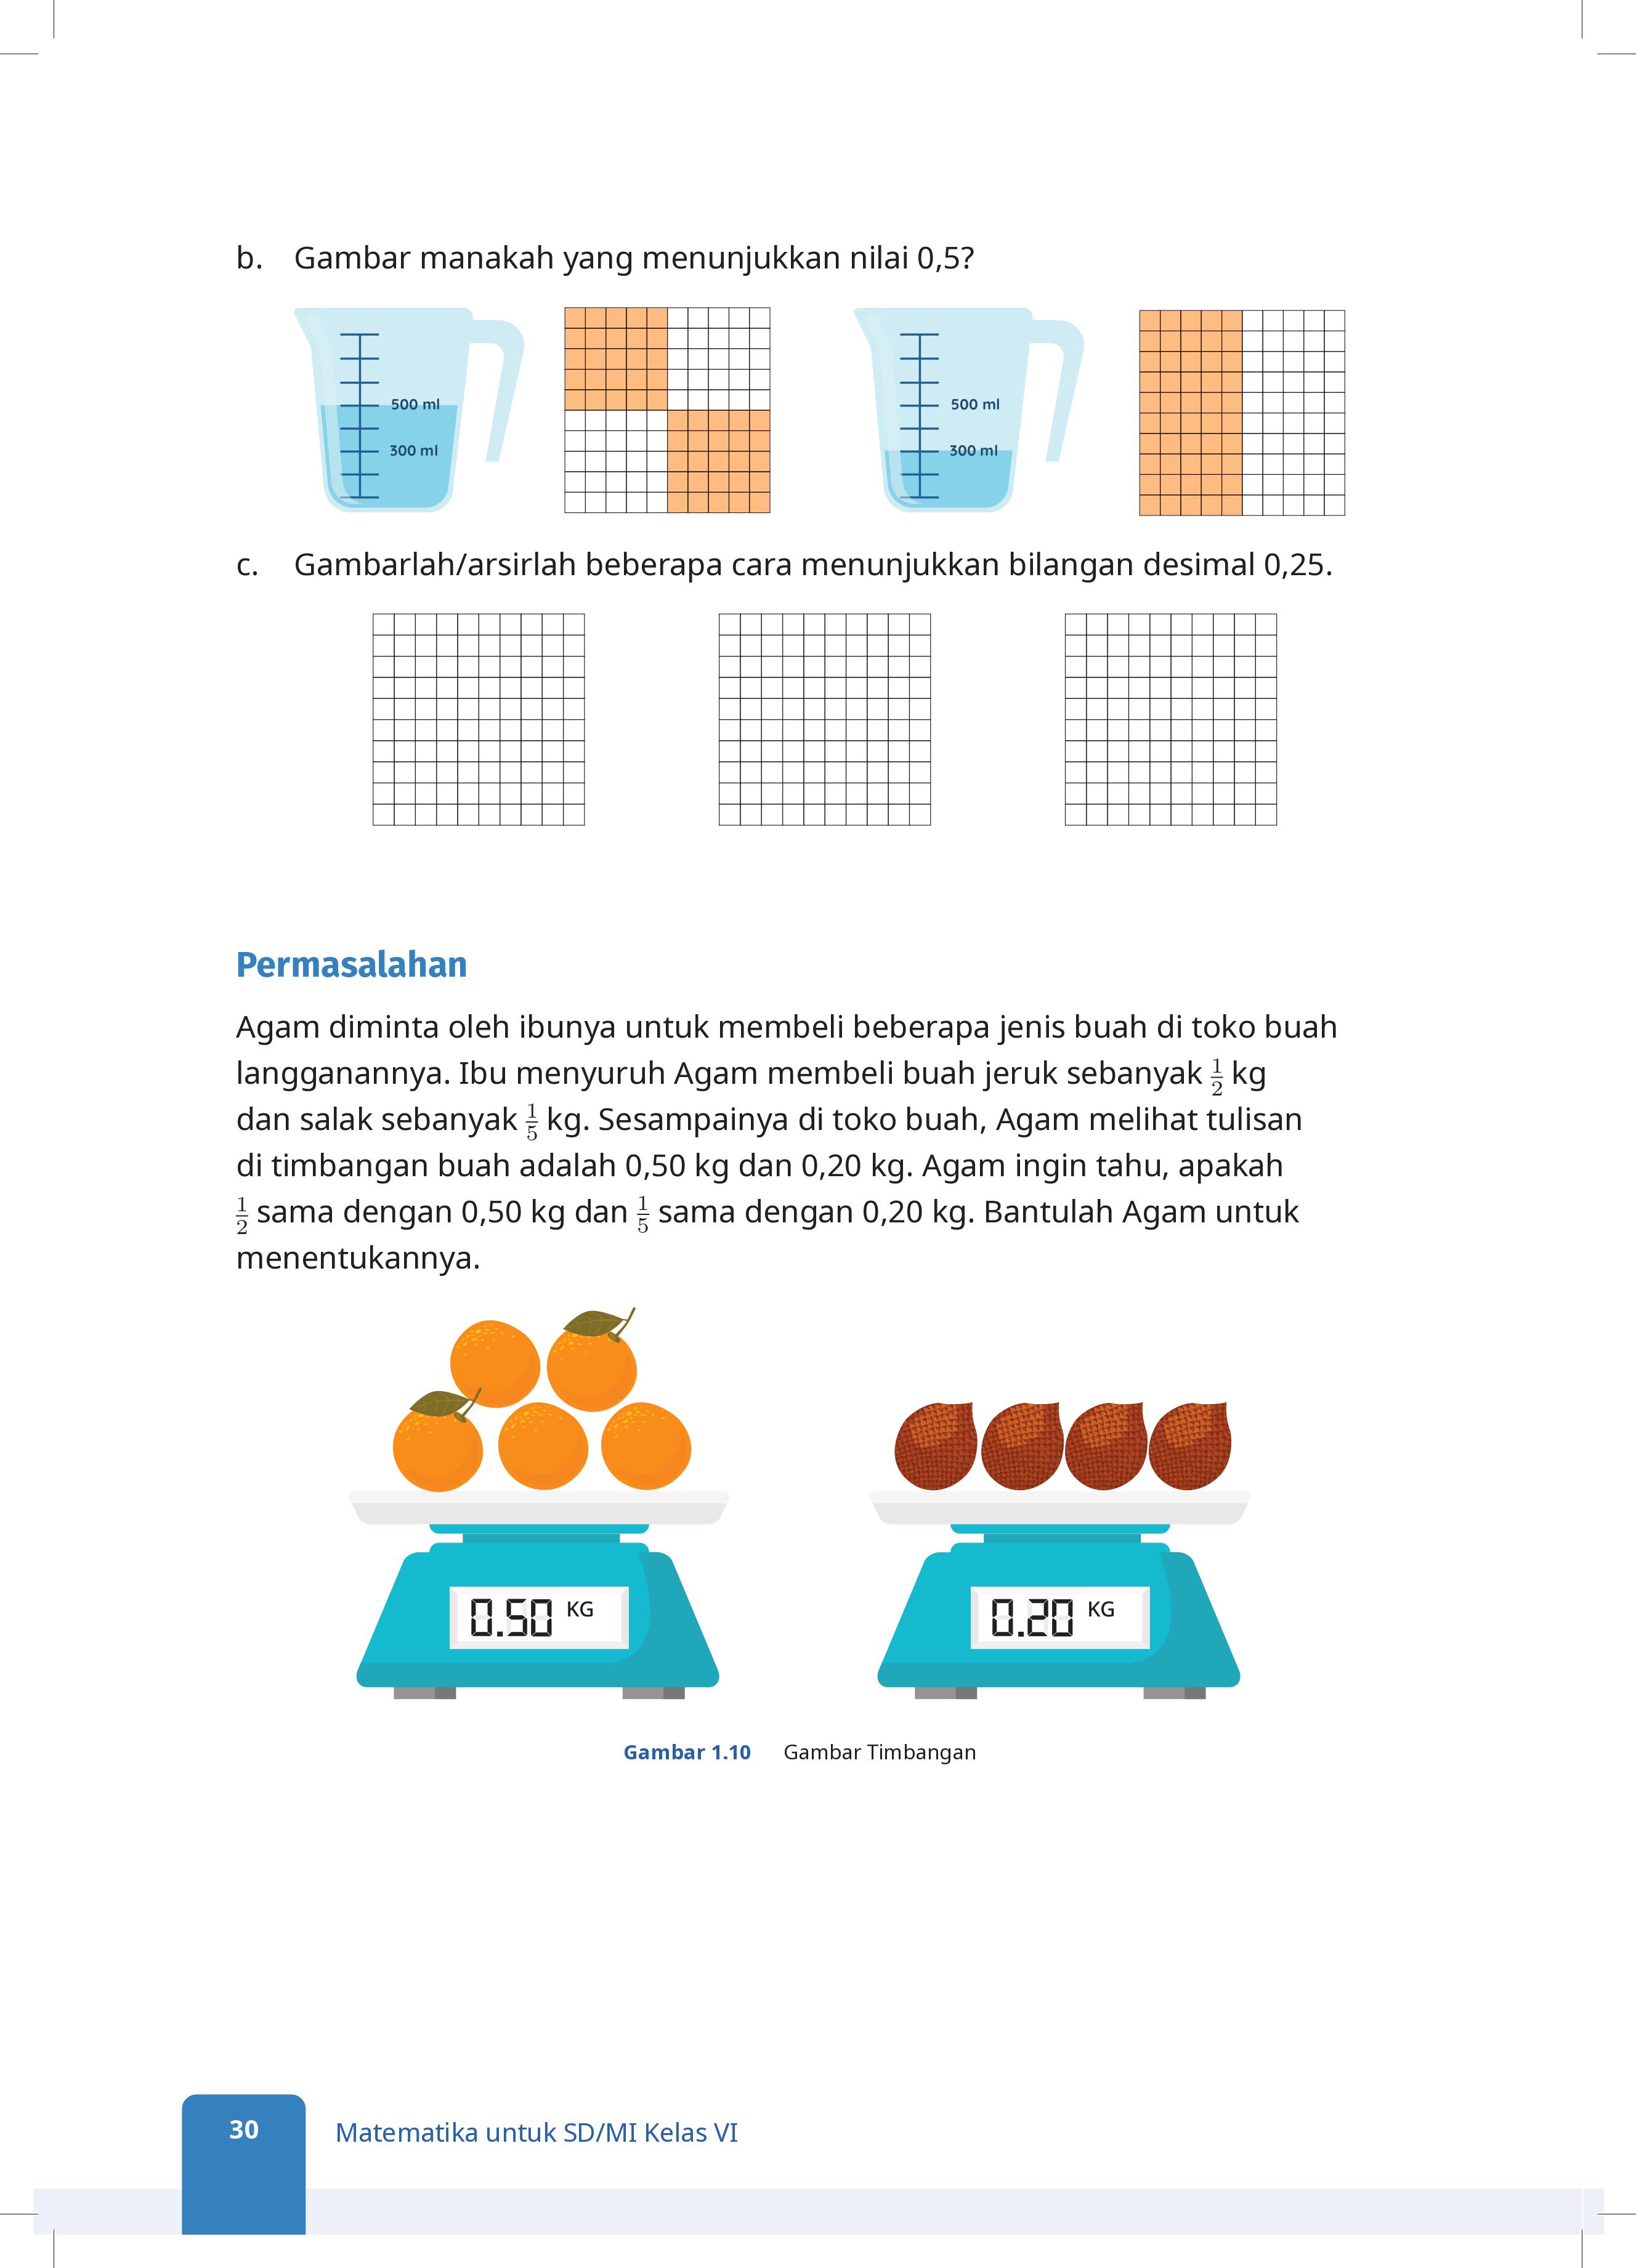 b. Gambar manakah yang menunjukkan nilai 0,5?
500 ml
300 ml
500 ml
300 ml
c. Gambarlah/arsirlah beberapa cara menunjukkan bilangan desimal 0,25.
Permasalahan
Agam diminta oleh ibunya untuk membeli beberapa jenis buah di toko buah
langganannya. Ibu menyuruh Agam membeli buah jeruk sebanyak 1/2 kg
dan salak sebanyak 1/5 kg. Sesampainya di toko buah, Agam melihat tulisan
di timbangan buah adalah 0,50 kg dan 0,20 kg. Agam ingin tahu, apakah
1/2 sama dengan 0,50 kg dan 1/5 sama dengan 0,20 kg. Bantulah Agam untuk
menentukannya.
0.50 KG
0.20 KG
Gambar 1.10 Gambar Timbangan
30 Matematika untuk SD/MI Kelas VI